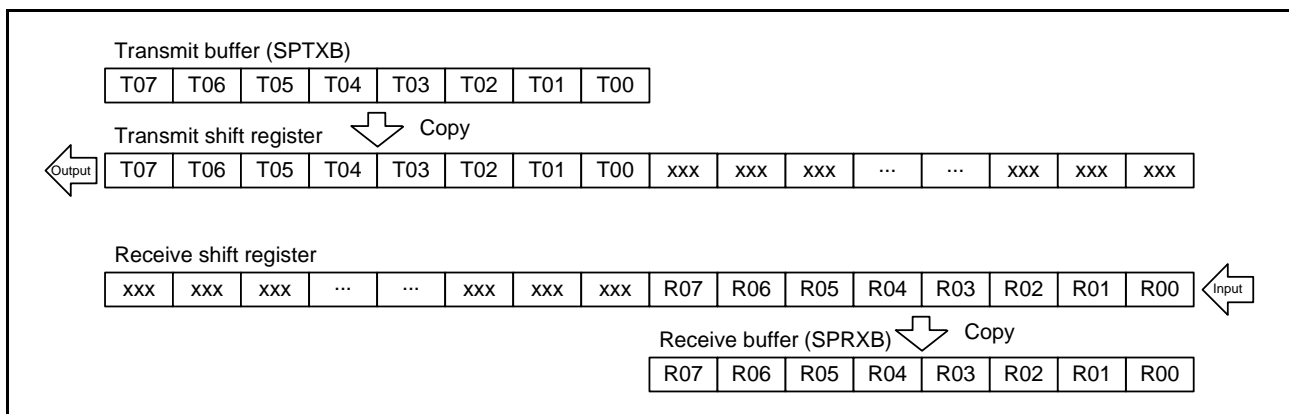 Transmit buffer (SPTXB)
T07 T06 T05 T04 T03 T02 T01 T00
Copy
Transmit shift register
Output T07 T06 T05 T04 T03 T02 T01 T00 xxx xxx xxx ... ... xxx xxx xxx
Receive shift register
xxx xxx xxx ... ... xxx xxx xxx R07 R06 R05 R04 R03 R02 R01 R00 Input
Receive buffer (SPRXB) Copy
R07 R06 R05 R04 R03 R02 R01 R00